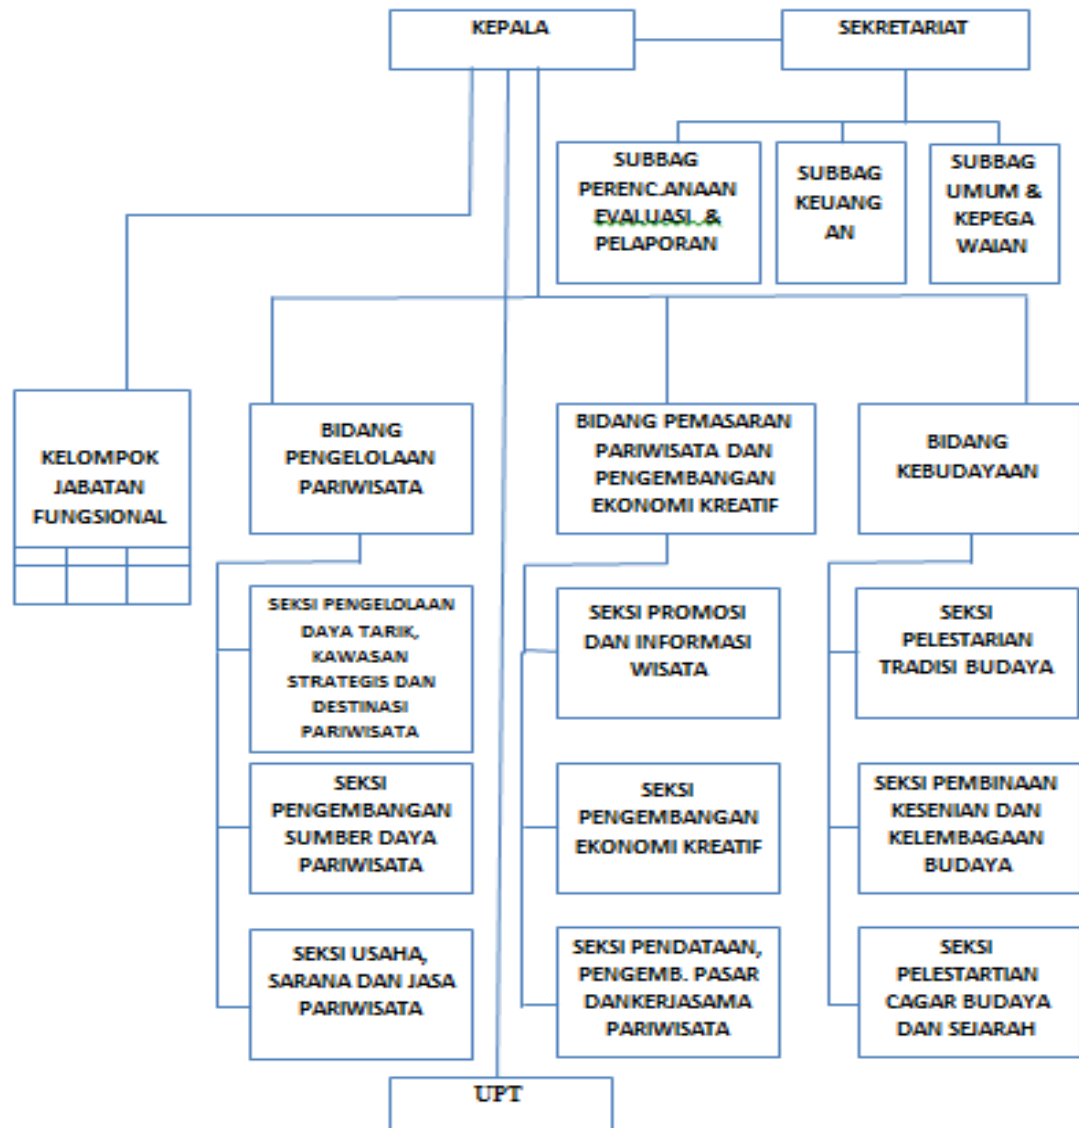 KEPALA
SEKRETARIAT
SUBBAG
PERENC.ANAAN
EVALUASI &
PELAPORAN
SUBBAG
KEUANG
AN
SUBBAG
UMUM &
KEPEGA
WAIAN
KELOMPOK
JABATAN
FUNGSIONAL
BIDANG
PENGELOLAAN
PARIWISATA
BIDANG PEMASARAN
PARIWISATA DAN
PENGEMBANGAN
EKONOMI KREATIF
BIDANG
KEBUDAYAAN
SEKSI PENGELOLAAN
DAYA TARIK,
KAWASAN
STRATEGIS DAN
DESTINASI
PARIWISATA
SEKSI PROMOSI
DAN INFORMASI
WISATA
SEKSI
PELESTARIAN
TRADISI BUDAYA
SEKSI
PENGEMBANGAN
SUMBER DAYA
PARIWISATA
SEKSI
PENGEMBANGAN
EKONOMI KREATIF
SEKSI PEMBINAAN
KESENIAN DAN
KELEMBAGAAN
BUDAYA
SEKSI USAHA,
SARANA DAN JASA
PARIWISATA
SEKSI PENDATAAN,
PENGEMB. PASAR
DANKERJASAMA
PARIWISATA
SEKSI
PELESTARTIAN
CAGAR BUDAYA
DAN SEJARAH
UPT